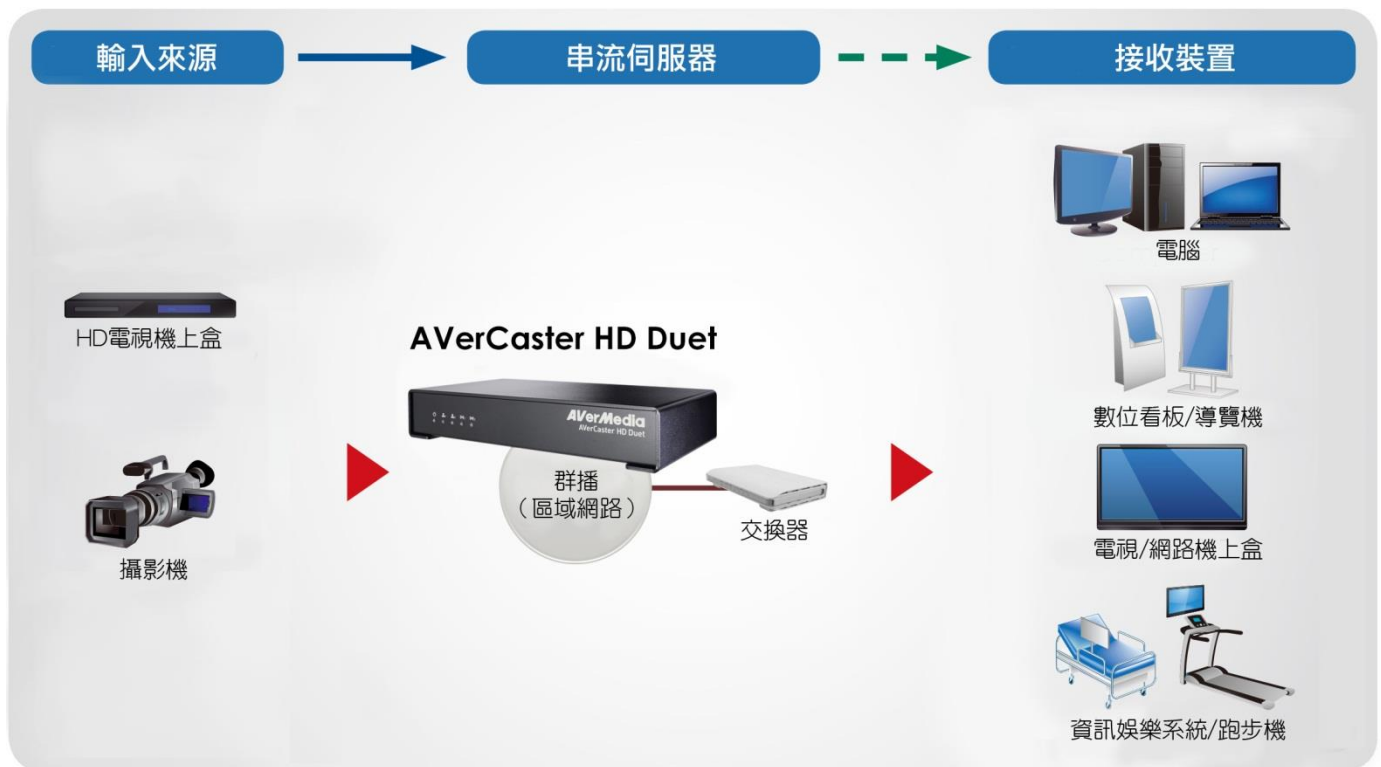 輸入來源
串流伺服器
接收裝置
電腦
HD電視機上盒
AVerCaster HD Duet
AVerMedia
AVerCaster HD Duet
數位看板/導覽機
群播
（區域網路）
交換器
電視/網路機上盒
攝影機
資訊娛樂系統/跑步機